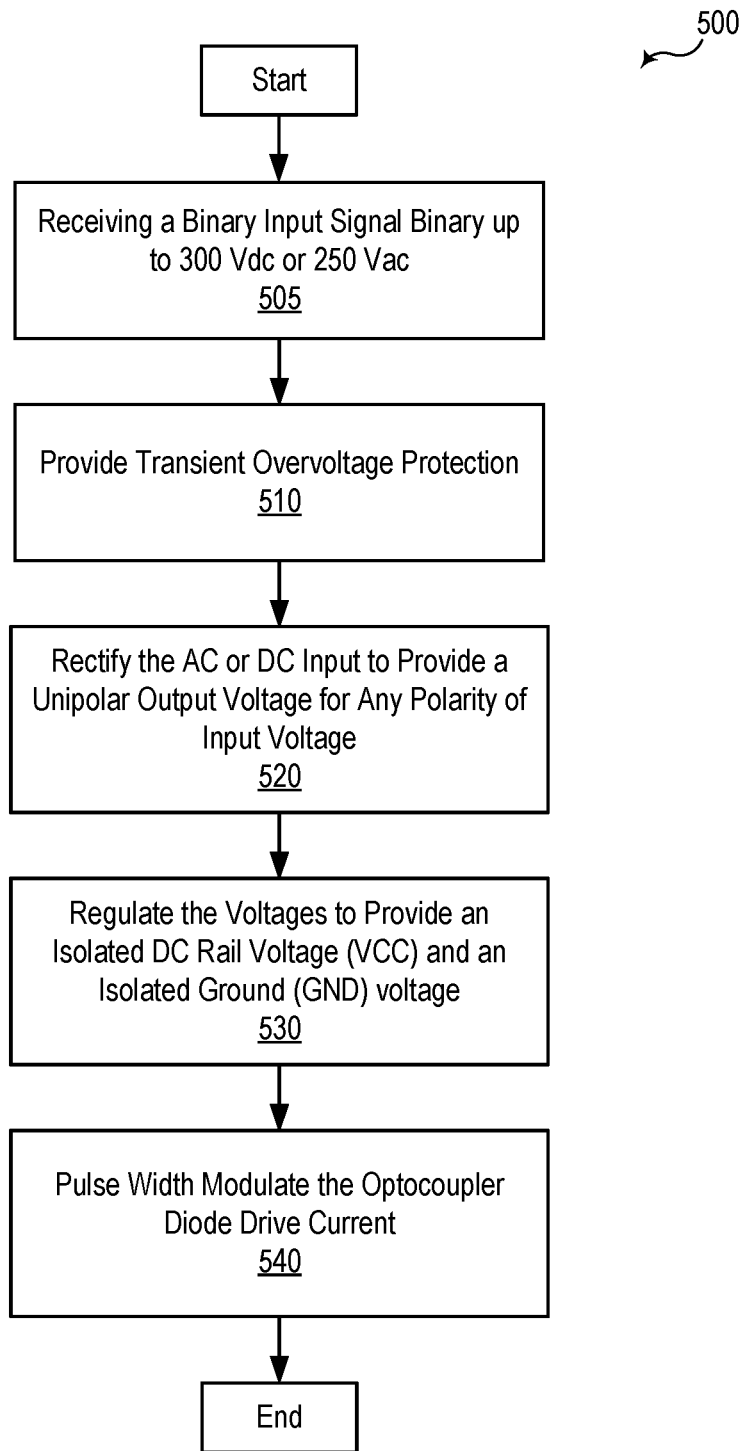 500
Start
Receiving a Binary Input Signal Binary up
to 300 Vdc or 250 Vac
505
Provide Transient Overvoltage Protection
510
Rectify the AC or DC Input to Provide a
Unipolar Output Voltage for Any Polarity of
Input Voltage
520
Regulate the Voltages to Provide an
Isolated DC Rail Voltage (VCC) and an
Isolated Ground (GND) voltage
530
Pulse Width Modulate the Optocoupler
Diode Drive Current
540
End